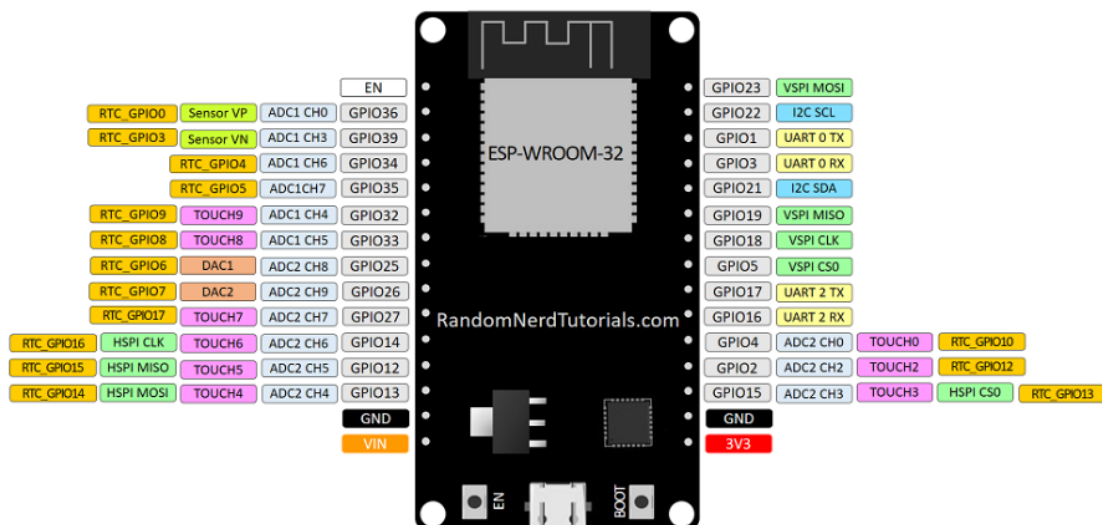 EN GPIO23 VSPI MOSI
RTC_GPIO0 Sensor VP ADC1 CH0 GPIO36 GPIO22 I2C SCL
RTC_GPIO3 Sensor VN ADC1 CH3 GPIO39 GPIO1 UART 0 TX
ESP-WROOM-32
RTC_GPIO4 ADC1 CH6 GPIO34 GPIO3 UART 0 RX
RTC_GPIO5 ADC1CH7 GPIO35 GPIO21 I2C SDA
RTC_GPIO9 TOUCH9 ADC1 CH4 GPIO32 GPIO19 VSPI MISO
RTC_GPIO8 TOUCH8 ADC1 CH5 GPIO33 GPIO18 VSPI CLK
RTC_GPIO6 DAC1 ADC2 CH8 GPIO25 GPIO5 VSPI CS0
RTC_GPIO7 DAC2 ADC2 CH9 GPIO26 GPIO17 UART 2 TX
RTC_GPIO17 TOUCH7 ADC2 CH7 GPIO27 GPIO16 UART 2 RX
RandomNerdTutorials.com
RTC_GPIO16 HSPI CLK TOUCH6 ADC2 CH6 GPIO14 GPIO4 ADC2 CH0 TOUCH0 RTC_GPIO10
RTC_GPIO15 HSPI MISO TOUCH5 ADC2 CH5 GPIO12 GPIO2 ADC2 CH2 TOUCH2 RTC_GPIO12
RTC_GPIO14 HSPI MOSI TOUCH4 ADC2 CH4 GPIO13 GPIO15 ADC2 CH3 TOUCH3 HSPI CS0 RTC_GPIO13
GND GND
VIN 3V3
EN BOOT